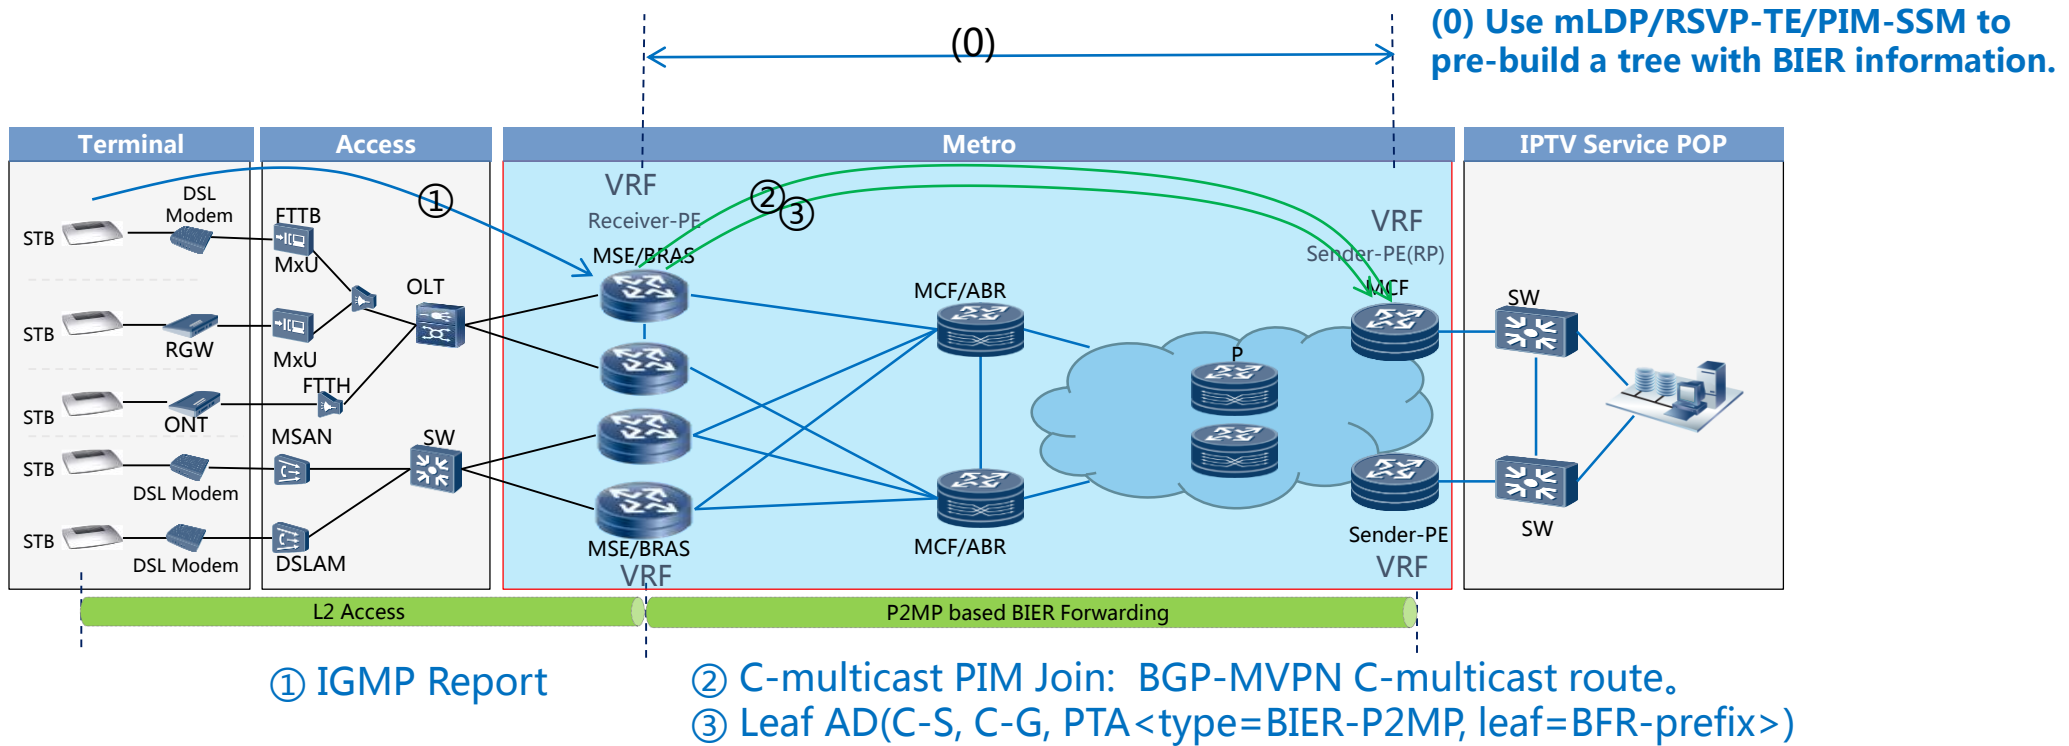 (0) Use mLDP/RSVP-TE/PIM-SSM to
pre-build a tree with BIER information.
(0)
Terminal
Access
Metro
IPTV Service POP
①
②
③
VRF
Receiver-PE
MSE/BRAS
VRF
Sender-PE(RP)
MCF
DSL
Modem
STB
FTTB
MxU
OLT
MCF/ABR
SW
STB
RGW
MxU
P
FTTH
STB
ONT
MSAN
SW
STB
DSL Modem
STB
DSL Modem
DSLAM
MSE/BRAS
VRF
MCF/ABR
Sender-PE
VRF
SW
L2 Access
P2MP based BIER Forwarding
① IGMP Report
② C-multicast PIM Join: BGP-MVPN C-multicast route。
③ Leaf AD(C-S, C-G, PTA<type=BIER-P2MP, leaf=BFR-prefix>)